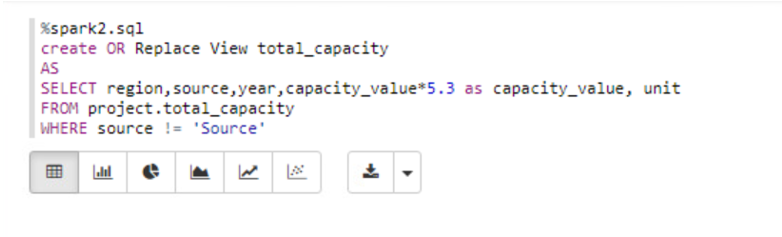 %spark2.sql
create OR Replace View total_capacity
AS
SELECT region,source,year,capacity_value*5.3 as capacity_value, unit
FROM project.total_capacity
WHERE source != 'Source'